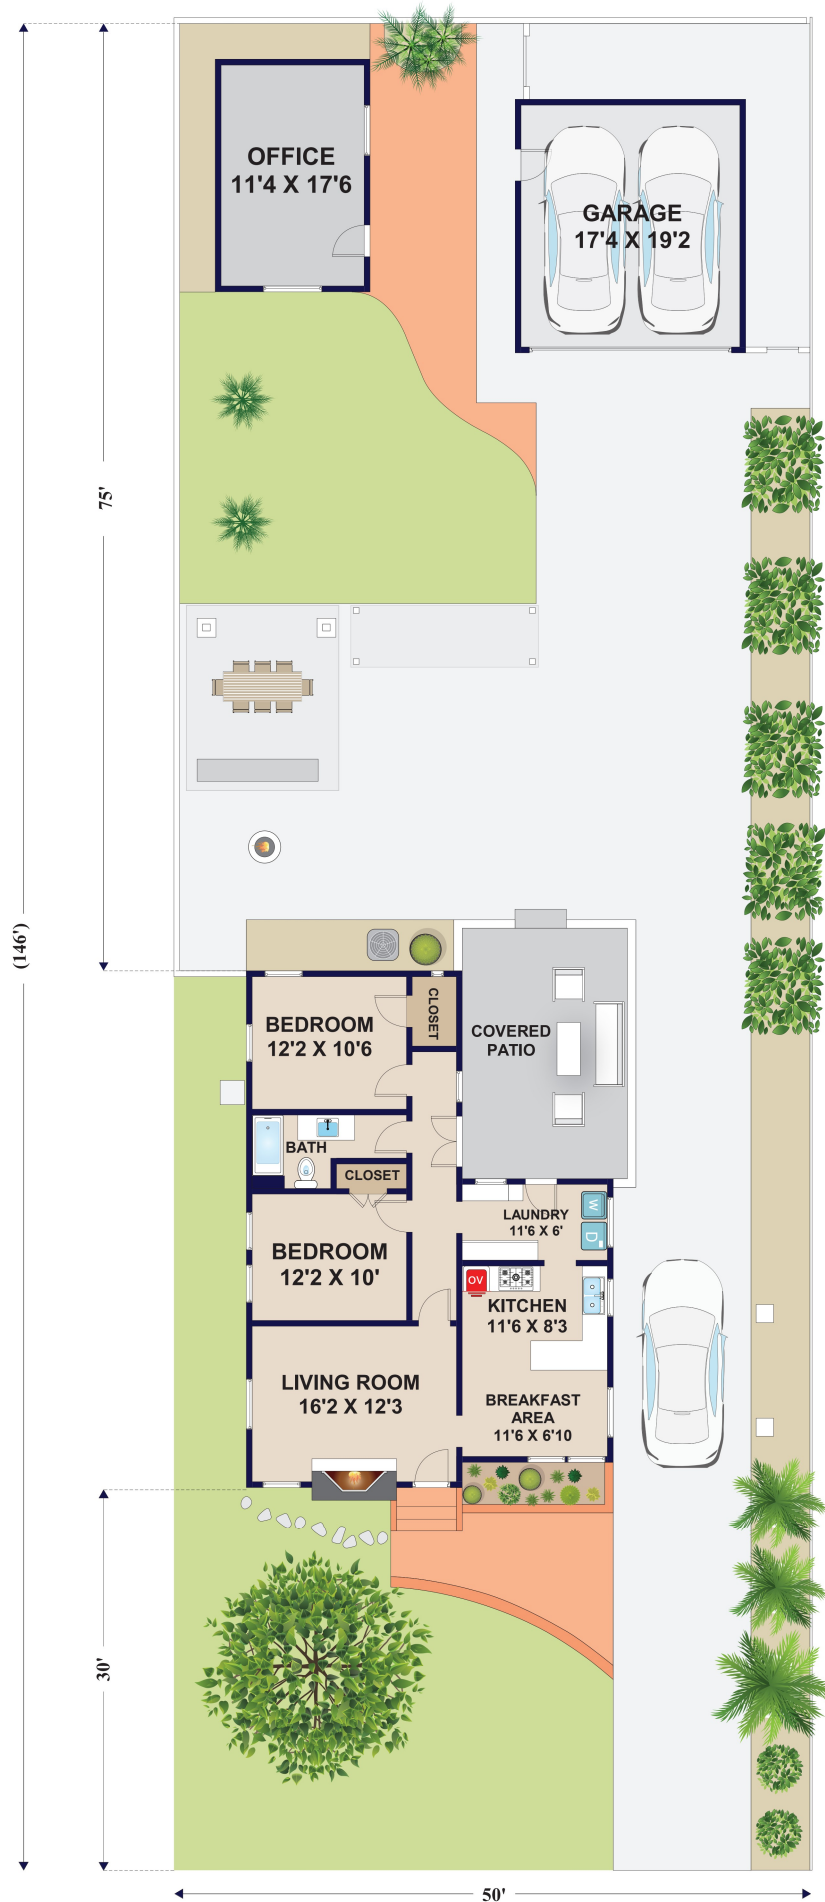 OFFICE
11'4 X 17'6
GARAGE
17'4 X 19'2
75'
(146')
CLOSET
BEDROOM
12'2 X 10'6
COVERED
PATIO
BATH
CLOSET
LAUNDRY
11'6 X 6'
W
D
BEDROOM
12'2 X 10'
OV
KITCHEN
11'6 X 8'3
LIVING ROOM
16'2 X 12'3
BREAKFAST
AREA
11'6 X 6'10
30'
50'